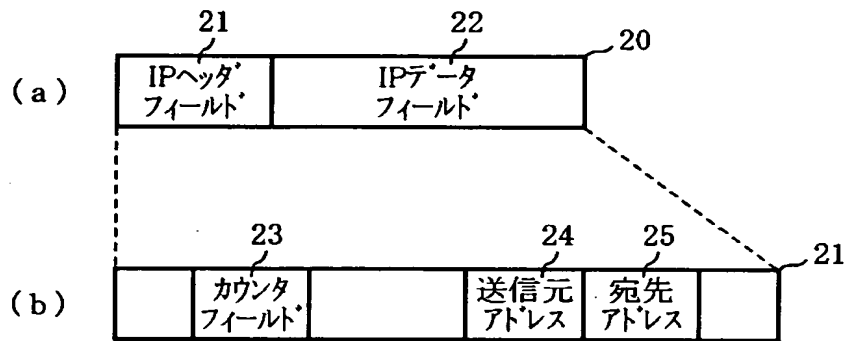 21
22
20
(a)
IPヘッダ
フィールド
IPデータ
フィールド
23
24
25
21
(b)
カウンタ
フィールド
送信元
アドレス
宛先
アドレス